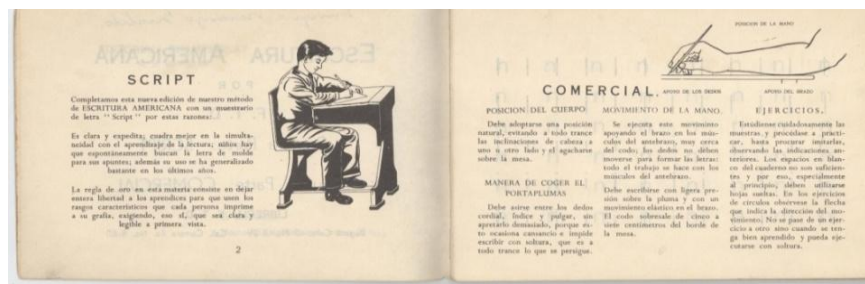 SCRIPT
Completamos esta nueva edición de nuestro método
de ESCRITURA AMERICANA con un muestrario
de letra "Script" por estas razones:
Es clara y expedita; cuadra mejor en la simulta-
neidad con el aprendizaje de la lectura; niños hay
que espontáneamente buscan la letra de molde
para sus apuntes; además su uso se ha generalizado
bastante en los últimos años.
La regla de oro en esta materia consiste en dejar
entera libertad a los aprendices para que usen los
rasgos característicos que cada persona imprime
a su grafía, exigiendo, eso sí, que sea clara y
legible a primera vista.
2
POSICION DE LA MANO
APOYO DE LOS DEDOS
APOYO DEL BRAZO
COMERCIAL.
POSICION DEL CUERPO
Debe adoptarse una posición
natural, evitando a todo trance
las inclinaciones de cabeza a
uno ú otro lado y el agacharse
sobre la mesa.
MANERA DE COGER EL
PORTAPLUMAS
Debe asirse entre los dedos
cordial, índice y pulgar, sin
apretarlo demasiado, porque és-
to ocasiona cansancio e impide
escribir con soltura, que es a
todo trance lo que se persigue.
MOVIMIENTO DE LA MANO.
Se ejecuta este movimiento
apoyando el brazo en los mús-
culos del antebrazo, muy cerca
del codo; los dedos no deben
moverse para formar las letras:
todo el trabajo se hace con los
músculos del antebrazo.
Debe escribirse con ligera pre-
sión sobre la pluma y con un
movimiento elástico en el brazo.
El codo sobresale de cinco a
siete centímetros del borde de
la mesa.
EJERCICIOS.
Estúdiense cuidadosamente las
muestras, y procédase a practi-
car, hasta procurar imitarlas,
observando las indicaciones an-
teriores. Los espacios en blan-
co del cuaderno no son suficien-
tes y por eso, especialmente
al principio, deben utilizarse
hojas sueltas. En los ejercicios
de círculos obsérvese la flecha
que indica la dirección del mo-
vimiento. No se pase de un ejer-
cicio a otro sino cuando se ten-
ga bien aprendido y pueda eje-
cutarse con soltura.